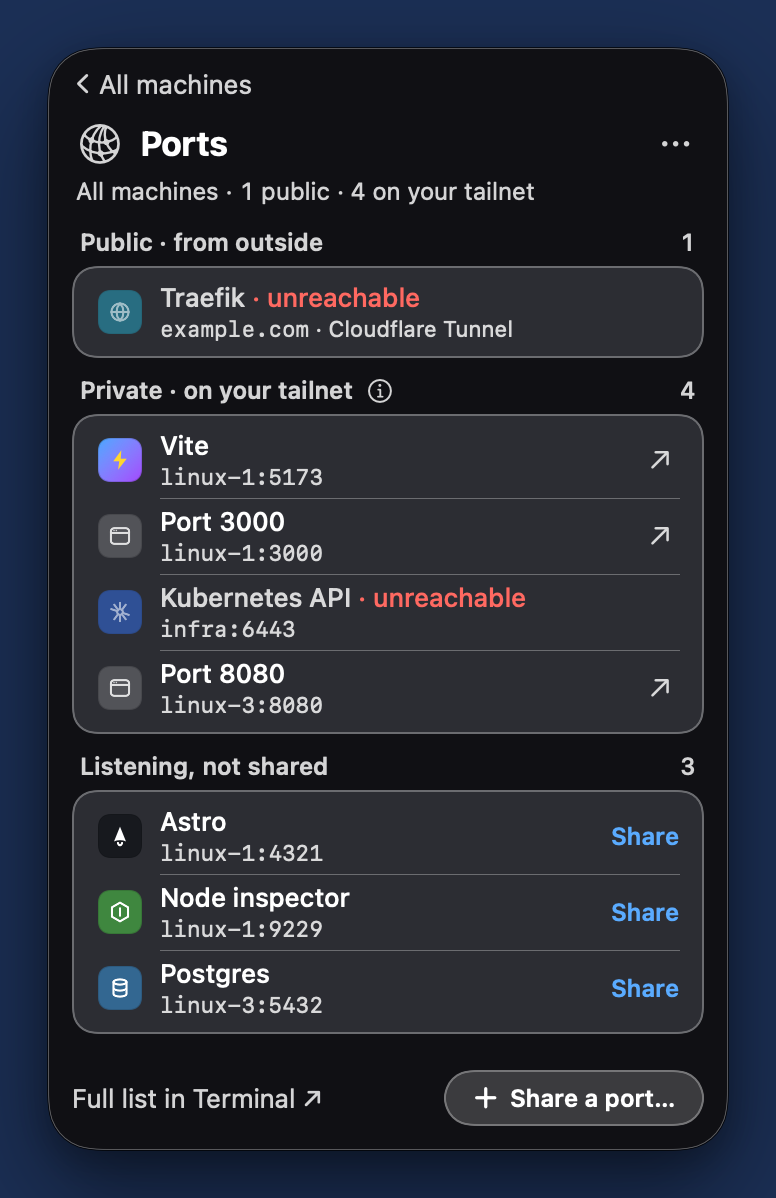 All machines
Ports
All machines · 1 public · 4 on your tailnet
Public · from outside 1
Traefik · unreachable
example.com · Cloudflare Tunnel
Private · on your tailnet 4
Vite
linux-1:5173
Port 3000
linux-1:3000
Kubernetes API · unreachable
infra:6443
Port 8080
linux-3:8080
Listening, not shared 3
Astro
linux-1:4321
Share
Node inspector
linux-1:9229
Share
Postgres
linux-3:5432
Share
Full list in Terminal ↗
+ Share a port...